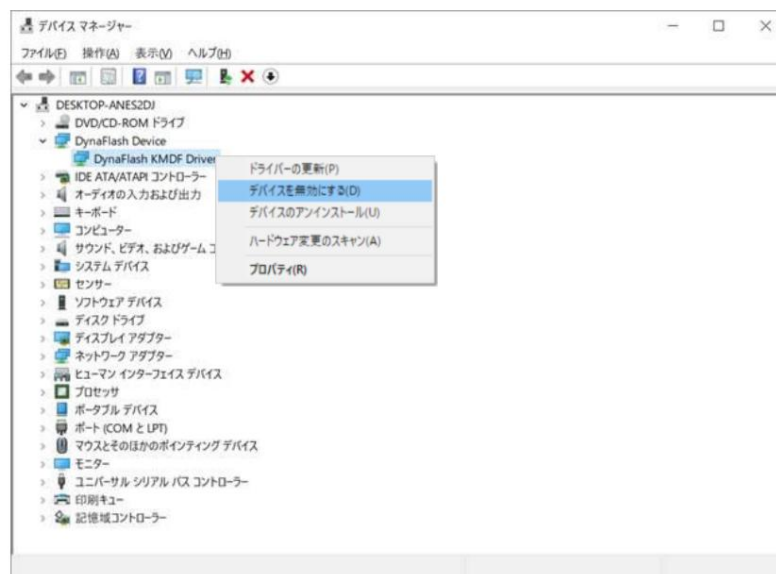 デバイス マネージャー
ファイル(F) 操作(A) 表示(V) ヘルプ(H)
DESKTOP-ANES2DJ
DVD/CD-ROM ドライブ
DynaFlash Device
DynaFlash KMDF Driver
ドライバーの更新(P)
IDE ATA/ATAPI コントローラー
デバイスを無効にする(D)
オーディオの入力および出力
デバイスのアンインストール(U)
キーボード
コンピューター
ハードウェア変更のスキャン(A)
サウンド、ビデオ、およびゲーム コ
システム デバイス
プロパティ(R)
センサー
ソフトウェア デバイス
ディスク ドライブ
ディスプレイ アダプター
ネットワーク アダプター
ヒューマン インターフェイス デバイス
プロセッサ
ポータブル デバイス
ポート (COM と LPT)
マウスとそのほかのポインティング デバイス
モニター
ユニバーサル シリアル バス コントローラー
印刷キュー
記憶域コントローラー